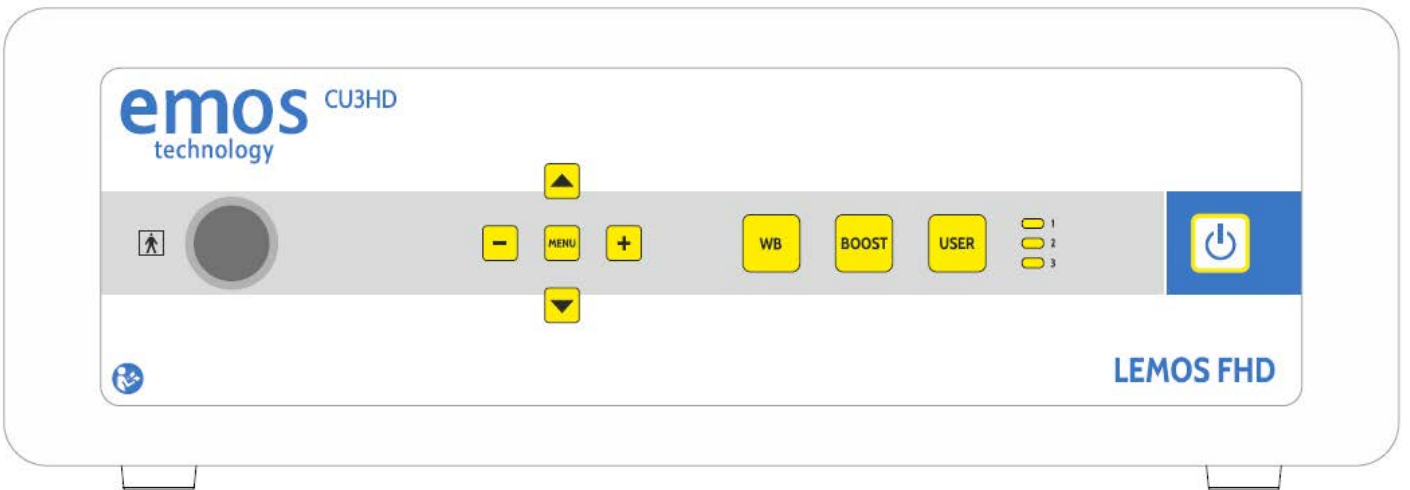 emos CU3HD
technology
- MENU +
WB BOOST USER
1
2
3
LEMOS FHD